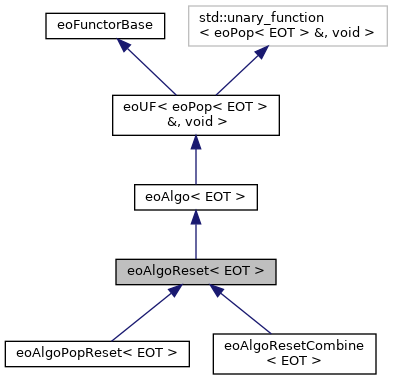 eoFunctorBase
std::unary_function
< eoPop< EOT > &, void >
eoUF< eoPop< EOT >
&, void >
eoAlgo< EOT >
eoAlgoReset< EOT >
eoAlgoPopReset< EOT >
eoAlgoResetCombine
< EOT >